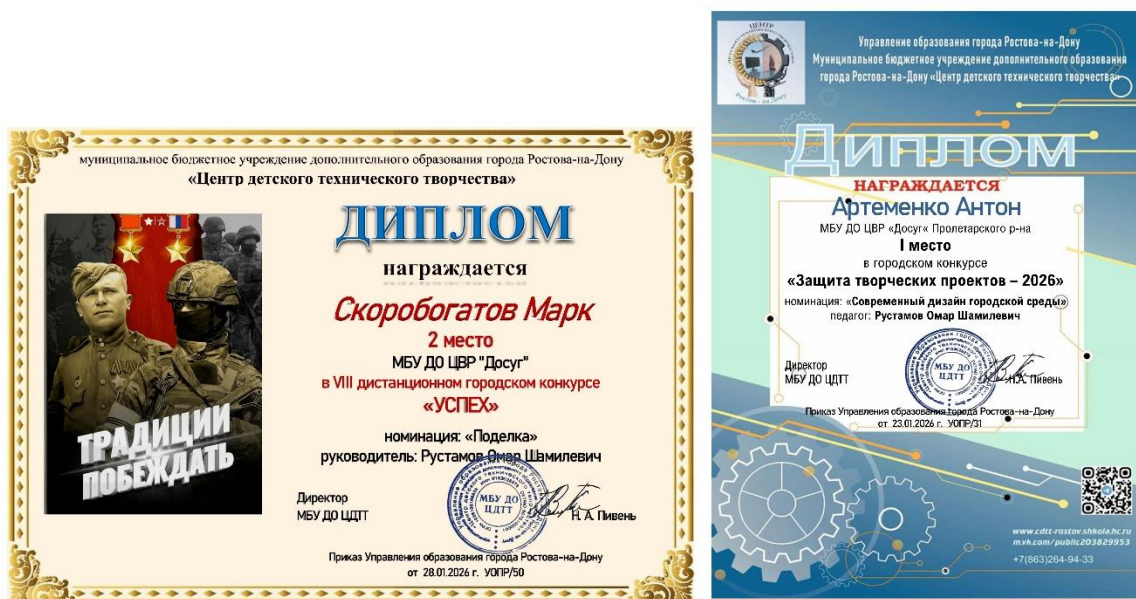 муниципальное бюджетное учреждение дополнительного образования города Ростова-на-Дону
«Центр детского технического творчества»
ДИПЛОМ
награждается
Скоробогатов Марк
2 место
МБУ ДО ЦВР "Досуг"
в VIII дистанционном городском конкурсе
«УСПЕХ»
номинация: «Поделка»
руководитель: Рустамов Омар Шамилевич
Директор
МБУ ДО ЦДТТ
Н. А. Пивень
МБУ ДО
ЦДТТ
Приказ Управления образования города Ростова-на-Дону
от 28.01.2026 г. УОПР/50
ТРАДИЦИИ
ПОБЕЖДАТЬ
ЦЕНТР
Ростов - на - Дону
Управление образования города Ростова-на-Дону
Муниципальное бюджетное учреждение дополнительного образования
города Ростова-на-Дону «Центр детского технического творчества»
ДИПЛОМ
НАГРАЖДАЕТСЯ
Артеменко Антон
МБУ ДО ЦВР «Досуг« Пролетарского р-на
I место
в городском конкурсе
«Защита творческих проектов – 2026»
номинация: «Современный дизайн городской среды»
педагог: Рустамов Омар Шамилевич
Директор
МБУ ДО ЦДТТ
Н.А. Пивень
МБУ ДО
ЦДТТ
Приказ Управления образования города Ростова-на-Дону
от 23.01.2026 г. УОПР/31
www.cdtt-rostov.shkola.hc.ru
m.vk.com/public203829953
+7(863)264-94-33